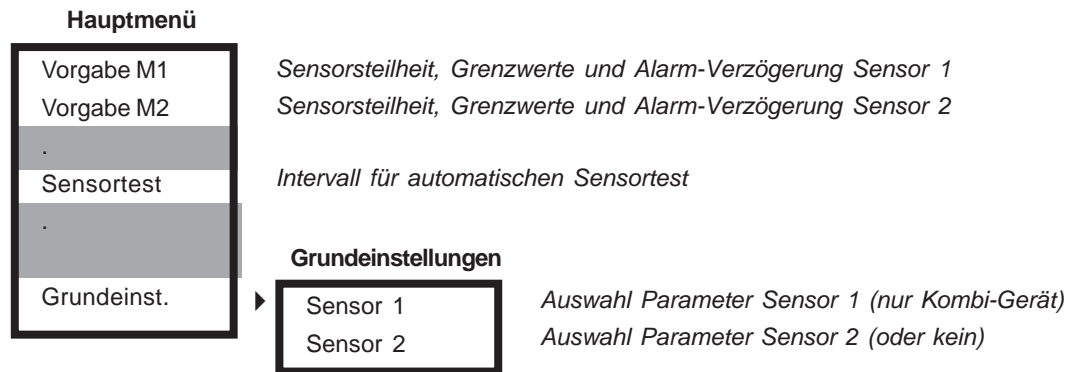 Hauptmenü
Vorgabe M1 Sensorsteilheit, Grenzwerte und Alarm-Verzögerung Sensor 1
Vorgabe M2 Sensorsteilheit, Grenzwerte und Alarm-Verzögerung Sensor 2
.
Sensortest Intervall für automatischen Sensortest
.
Grundeinstellungen
Grundeinst. Sensor 1 Auswahl Parameter Sensor 1 (nur Kombi-Gerät)
Sensor 2 Auswahl Parameter Sensor 2 (oder kein)